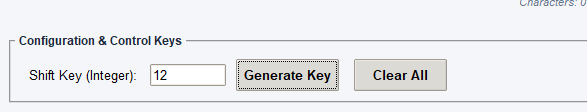 Characters: 0
Configuration & Control Keys
Shift Key (Integer): 12 Generate Key Clear All